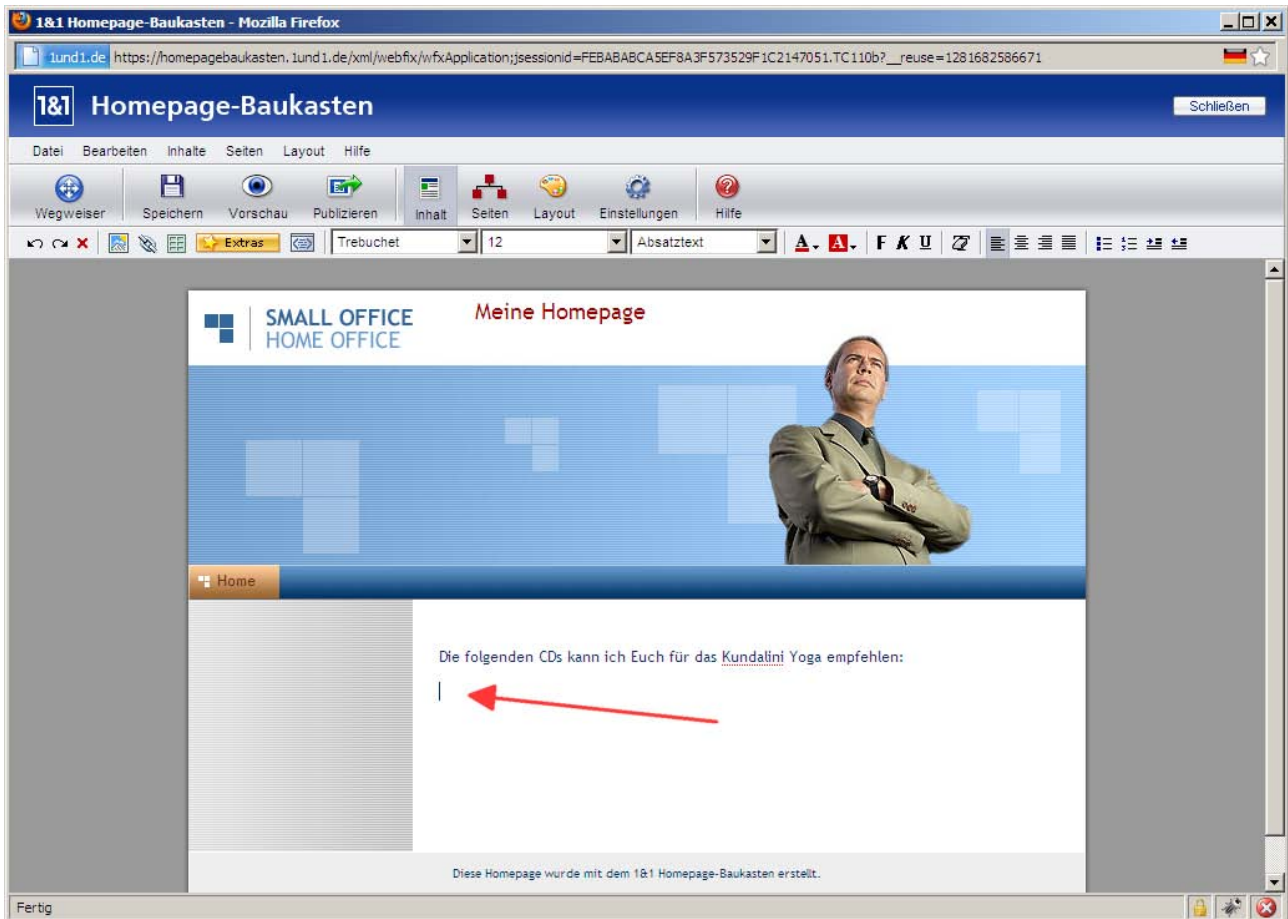 1&1 Homepage-Baukasten - Mozilla Firefox
1und1.de https://homepagebaukasten.1und1.de/xml/webfix/wfxApplication;jsessionid=FEBABABCA5EF8A3F573529F1C2147051.TC110b?__reuse=1281682586671
1&1 Homepage-Baukasten Schließen
Datei Bearbeiten Inhalte Seiten Layout Hilfe
Wegweiser Speichern Vorschau Publizieren Inhalt Seiten Layout Einstellungen Hilfe
Extras Trebuchet 12 Absatztext A A F K U
SMALL OFFICE
HOME OFFICE
Meine Homepage
Home
Die folgenden CDs kann ich Euch für das Kundalini Yoga empfehlen:
Diese Homepage wurde mit dem 1&1 Homepage-Baukasten erstellt.
Fertig